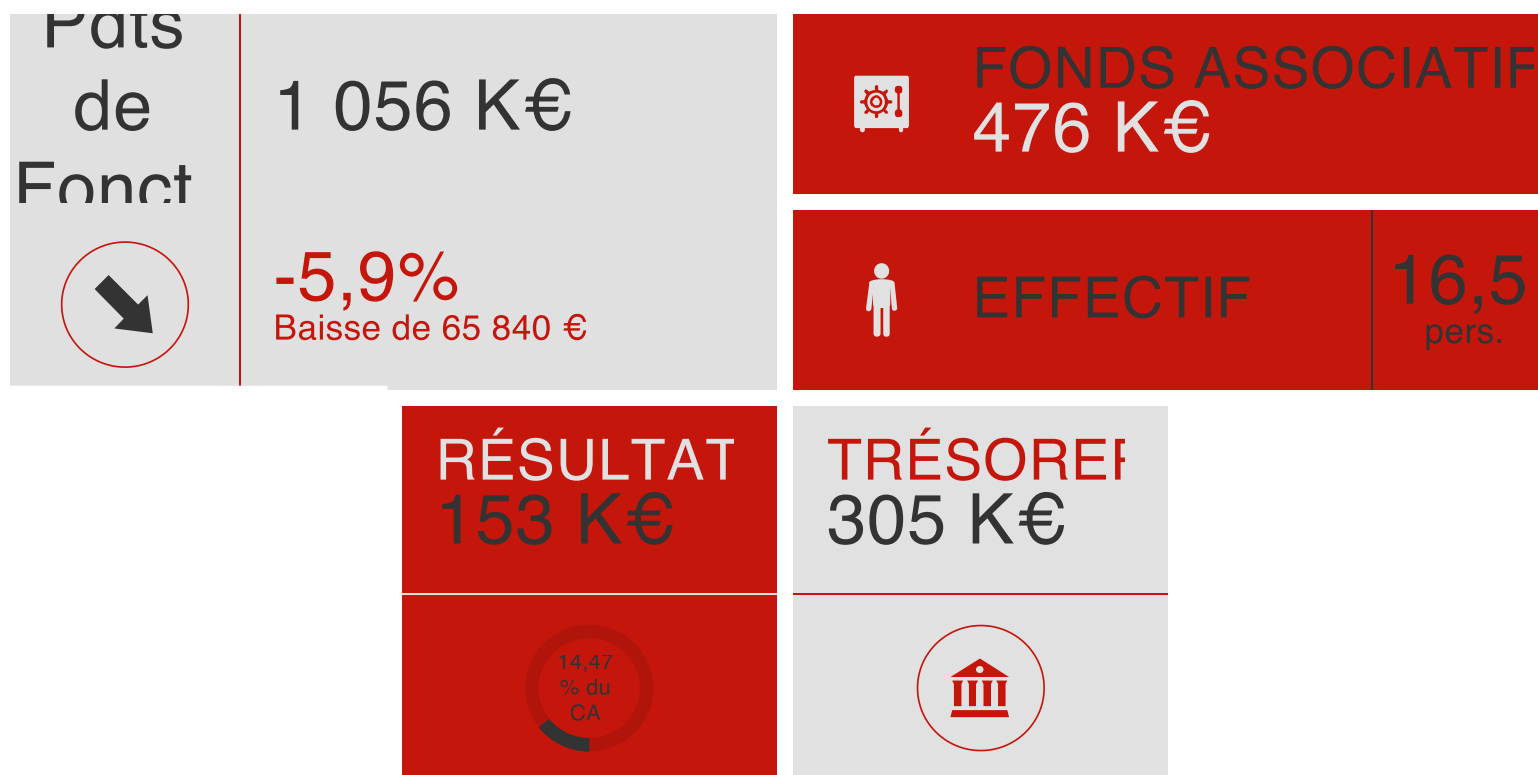 Pdts
de
Fonct
1 056 K€
-5,9%
Baisse de 65 840 €
FONDS ASSOCIATIF
476 K€
EFFECTIF
16,5
pers.
RÉSULTAT
153 K€
14,47
% du
CA
TRÉSORER
305 K€